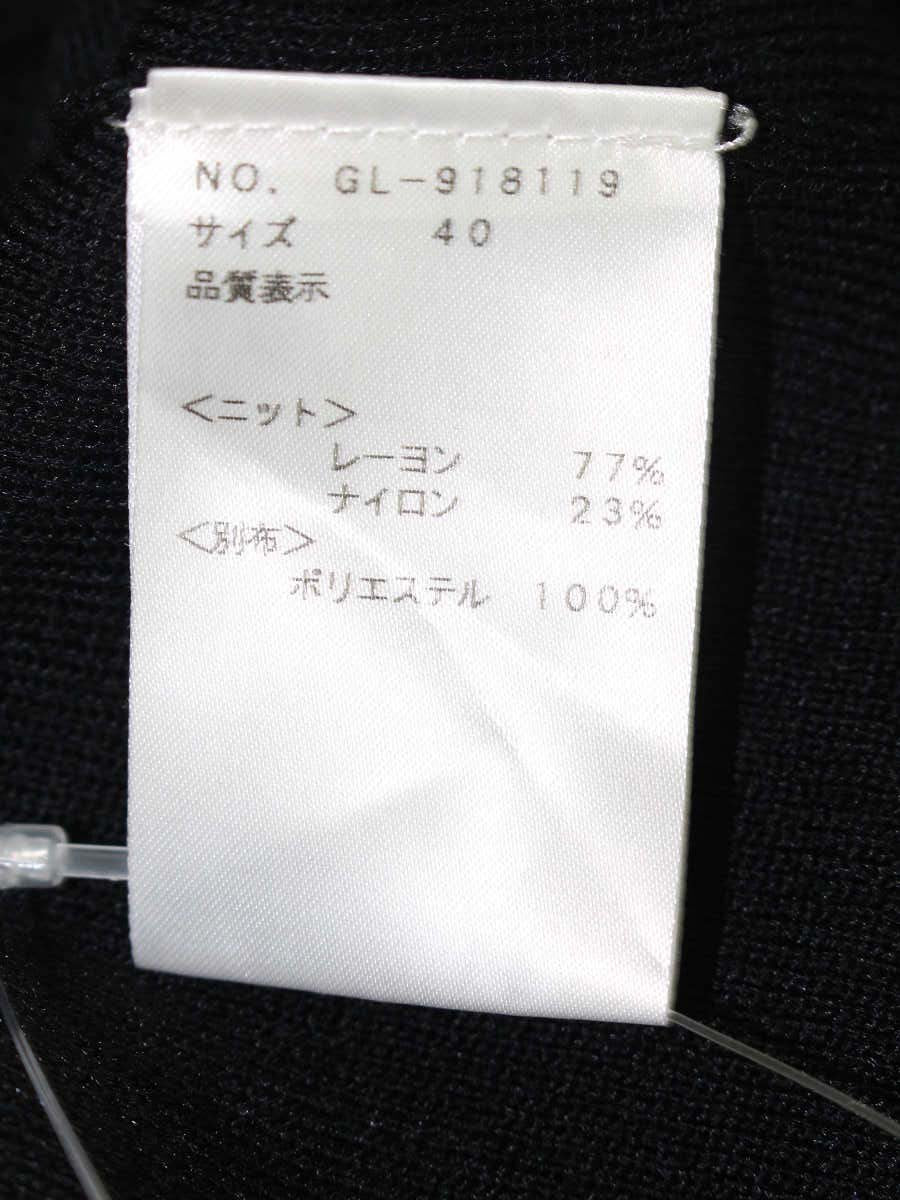 NO. GL-918119
サイズ 40
品質表示
<ニット>
レーヨン 77%
ナイロン 23%
<別布>
ポリエステル 100%